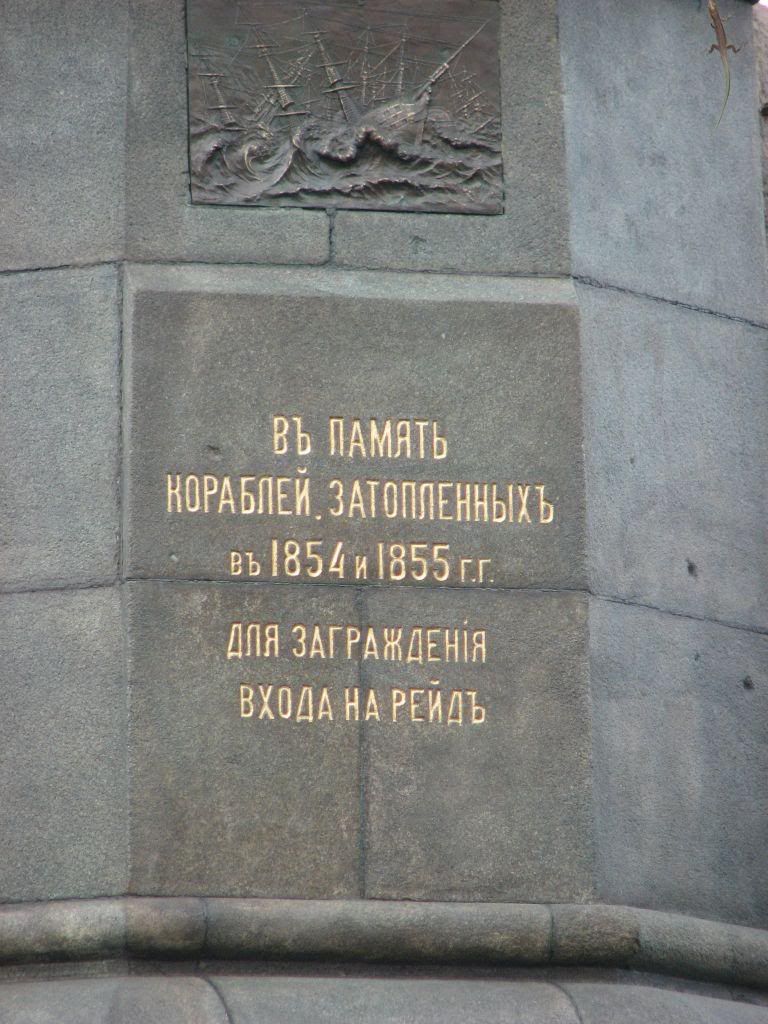 ВЪ ПАМЯТЬ
КОРАБЛЕЙ, ЗАТОПЛЕННЫХЪ
въ 1854 и 1855 г.г.
ДЛЯ ЗАГРАЖДЕНІЯ
ВХОДА НА РЕЙДЪ